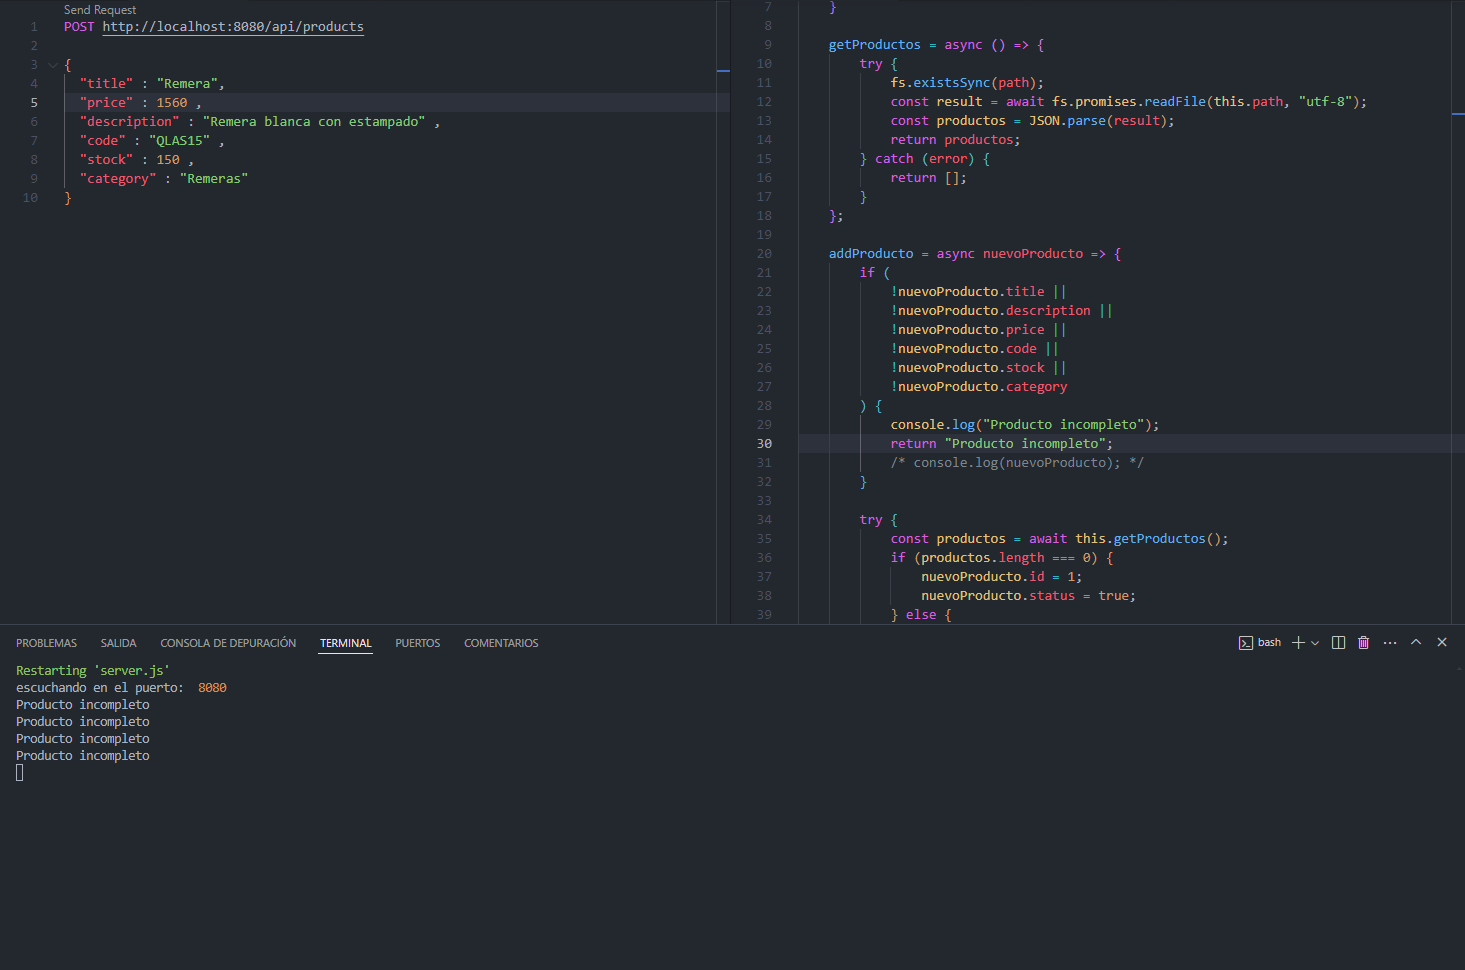 Send Request
1 POST http://localhost:8080/api/products
2
3 {
4 "title" : "Remera",
5 "price" : 1560 ,
6 "description" : "Remera blanca con estampado" ,
7 "code" : "QLAS15" ,
8 "stock" : 150 ,
9 "category" : "Remeras"
10 }
7 }
8
9 getProductos = async () => {
10 try {
11 fs.existsSync(path);
12 const result = await fs.promises.readFile(this.path, "utf-8");
13 const productos = JSON.parse(result);
14 return productos;
15 } catch (error) {
16 return [];
17 }
18 };
19
20 addProducto = async nuevoProducto => {
21 if (
22 !nuevoProducto.title ||
23 !nuevoProducto.description ||
24 !nuevoProducto.price ||
25 !nuevoProducto.code ||
26 !nuevoProducto.stock ||
27 !nuevoProducto.category
28 ) {
29 console.log("Producto incompleto");
30 return "Producto incompleto";
31 /* console.log(nuevoProducto); */
32 }
33
34 try {
35 const productos = await this.getProductos();
36 if (productos.length === 0) {
37 nuevoProducto.id = 1;
38 nuevoProducto.status = true;
39 } else {
PROBLEMAS SALIDA CONSOLA DE DEPURACIÓN TERMINAL PUERTOS COMENTARIOS bash
Restarting 'server.js'
escuchando en el puerto: 8080
Producto incompleto
Producto incompleto
Producto incompleto
Producto incompleto